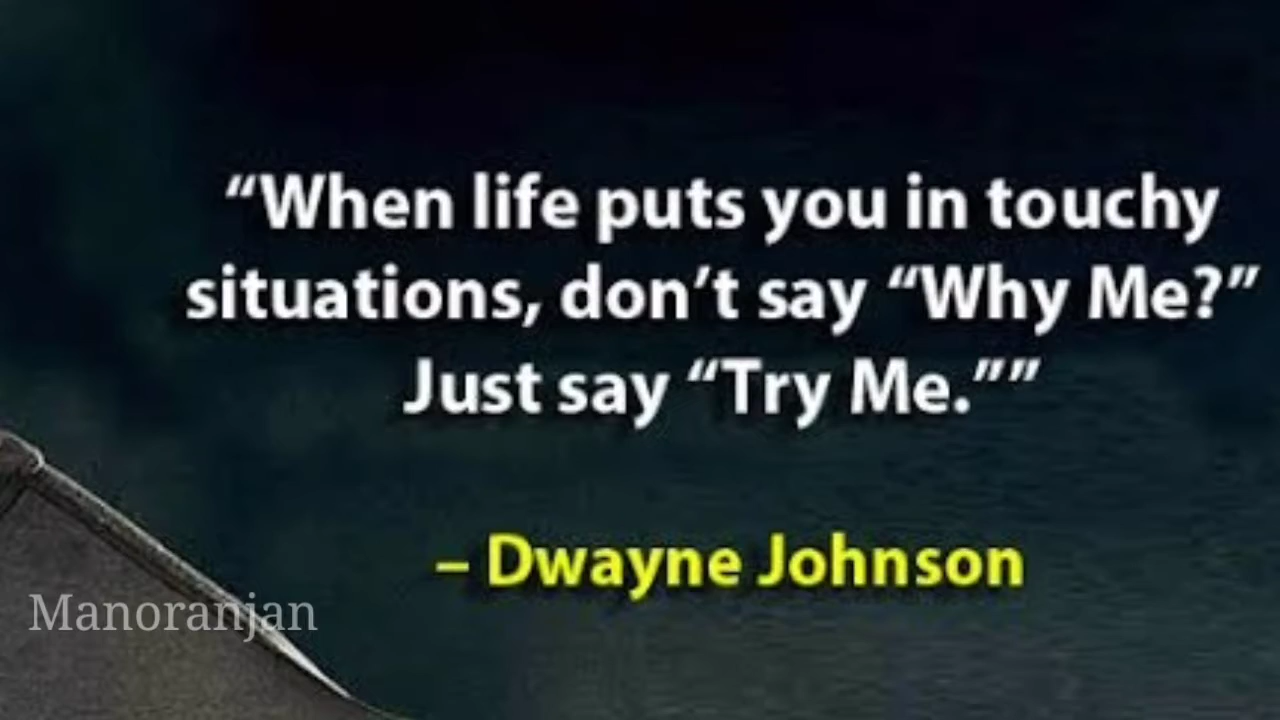 “When life puts you in touchy
situations, don’t say “Why Me?”
Just say “Try Me.””
– Dwayne Johnson
Manoranjan